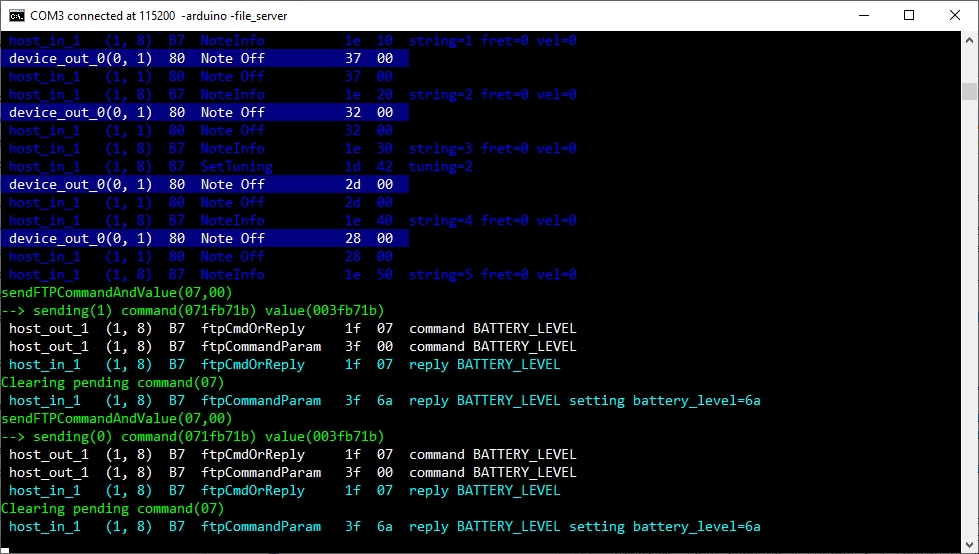 COM3 connected at 115200 -arduino -file_server
host_in_1 (1, 8) B7 NoteInfo 1e 10 string=1 fret=0 vel=0
device_out_0(0, 1) 80 Note Off 37 00
host_in_1 (1, 1) 80 Note Off 37 00
host_in_1 (1, 8) B7 NoteInfo 1e 20 string=2 fret=0 vel=0
device_out_0(0, 1) 80 Note Off 32 00
host_in_1 (1, 1) 80 Note Off 32 00
host_in_1 (1, 8) B7 NoteInfo 1e 30 string=3 fret=0 vel=0
host_in_1 (1, 8) B7 SetTuning 1d 42 tuning=2
device_out_0(0, 1) 80 Note Off 2d 00
host_in_1 (1, 1) 80 Note Off 2d 00
host_in_1 (1, 8) B7 NoteInfo 1e 40 string=4 fret=0 vel=0
device_out_0(0, 1) 80 Note Off 28 00
host_in_1 (1, 1) 80 Note Off 28 00
host_in_1 (1, 8) B7 NoteInfo 1e 50 string=5 fret=0 vel=0
sendFTPCommandAndValue(07,00)
--> sending(1) command(071fb71b) value(003fb71b)
host_out_1 (1, 8) B7 ftpCmdOrReply 1f 07 command BATTERY_LEVEL
host_out_1 (1, 8) B7 ftpCommandParam 3f 00 command BATTERY_LEVEL
host_in_1 (1, 8) B7 ftpCmdOrReply 1f 07 reply BATTERY_LEVEL
Clearing pending command(07)
host_in_1 (1, 8) B7 ftpCommandParam 3f 6a reply BATTERY_LEVEL setting battery_level=6a
sendFTPCommandAndValue(07,00)
--> sending(0) command(071fb71b) value(003fb71b)
host_out_1 (1, 8) B7 ftpCmdOrReply 1f 07 command BATTERY_LEVEL
host_out_1 (1, 8) B7 ftpCommandParam 3f 00 command BATTERY_LEVEL
host_in_1 (1, 8) B7 ftpCmdOrReply 1f 07 reply BATTERY_LEVEL
Clearing pending command(07)
host_in_1 (1, 8) B7 ftpCommandParam 3f 6a reply BATTERY_LEVEL setting battery_level=6a